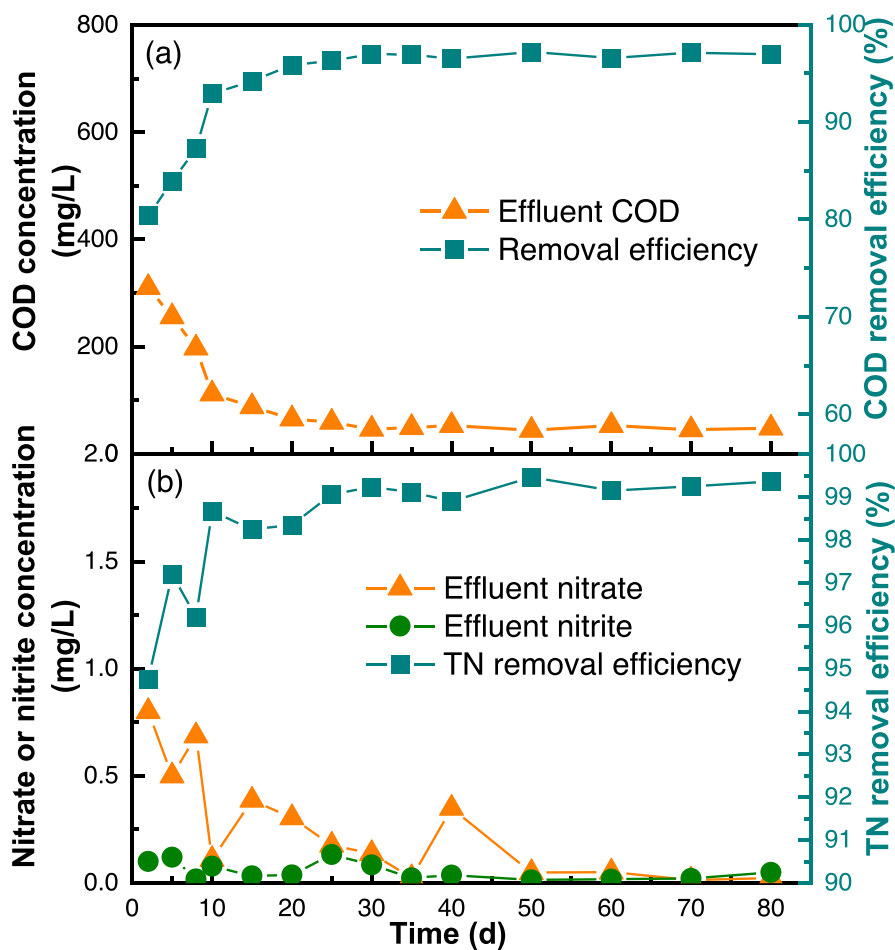 800
600
400
200
COD concentration
(mg/L)
(a)
Effluent COD
Removal efficiency
100
90
80
70
60
COD removal efficiency (%)
2.0
1.5
1.0
0.5
0.0
Nitrate or nitrite concentration
(mg/L)
(b)
Effluent nitrate
Effluent nitrite
TN removal efficiency
100
99
98
97
96
95
94
93
92
91
90
TN removal efficiency (%)
0 10 20 30 40 50 60 70 80
Time (d)